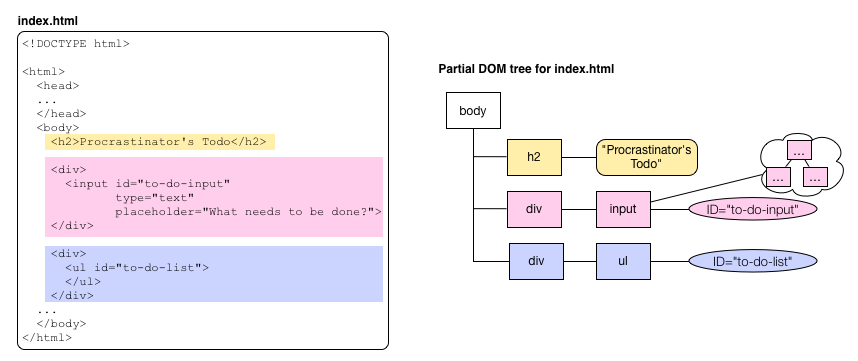 index.html
<!DOCTYPE html>
<html>
<head>
...
</head>
<body>
<h2>Procrastinator's Todo</h2>
<div>
<input id="to-do-input"
type="text"
placeholder="What needs to be done?">
</div>
<div>
<ul id="to-do-list">
</ul>
</div>
...
</body>
</html>
Partial DOM tree for index.html
body
h2
"Procrastinator's
Todo"
...
... ...
div
input
ID="to-do-input"
div
ul
ID="to-do-list"